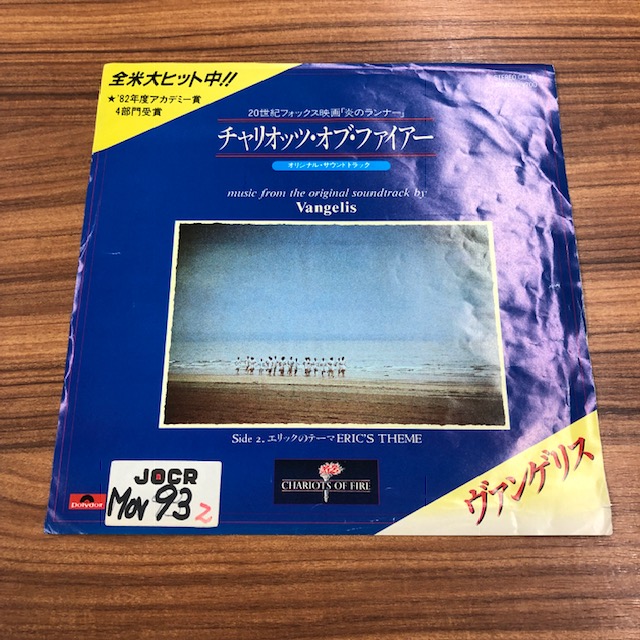 全米大ヒット中!!
★'82年度アカデミー賞
4部門受賞
20世紀フォックス映画「炎のランナー」
チャリオッツ・オブ・ファイアー
オリジナル・サウンドトラック
music from the original soundtrack by
Vangelis
Side 2. エリックのテーマ ERIC'S THEME
CHARIOTS OF FIRE
ヴァンゲリス
JOCR
Mov 93 2
Polydor